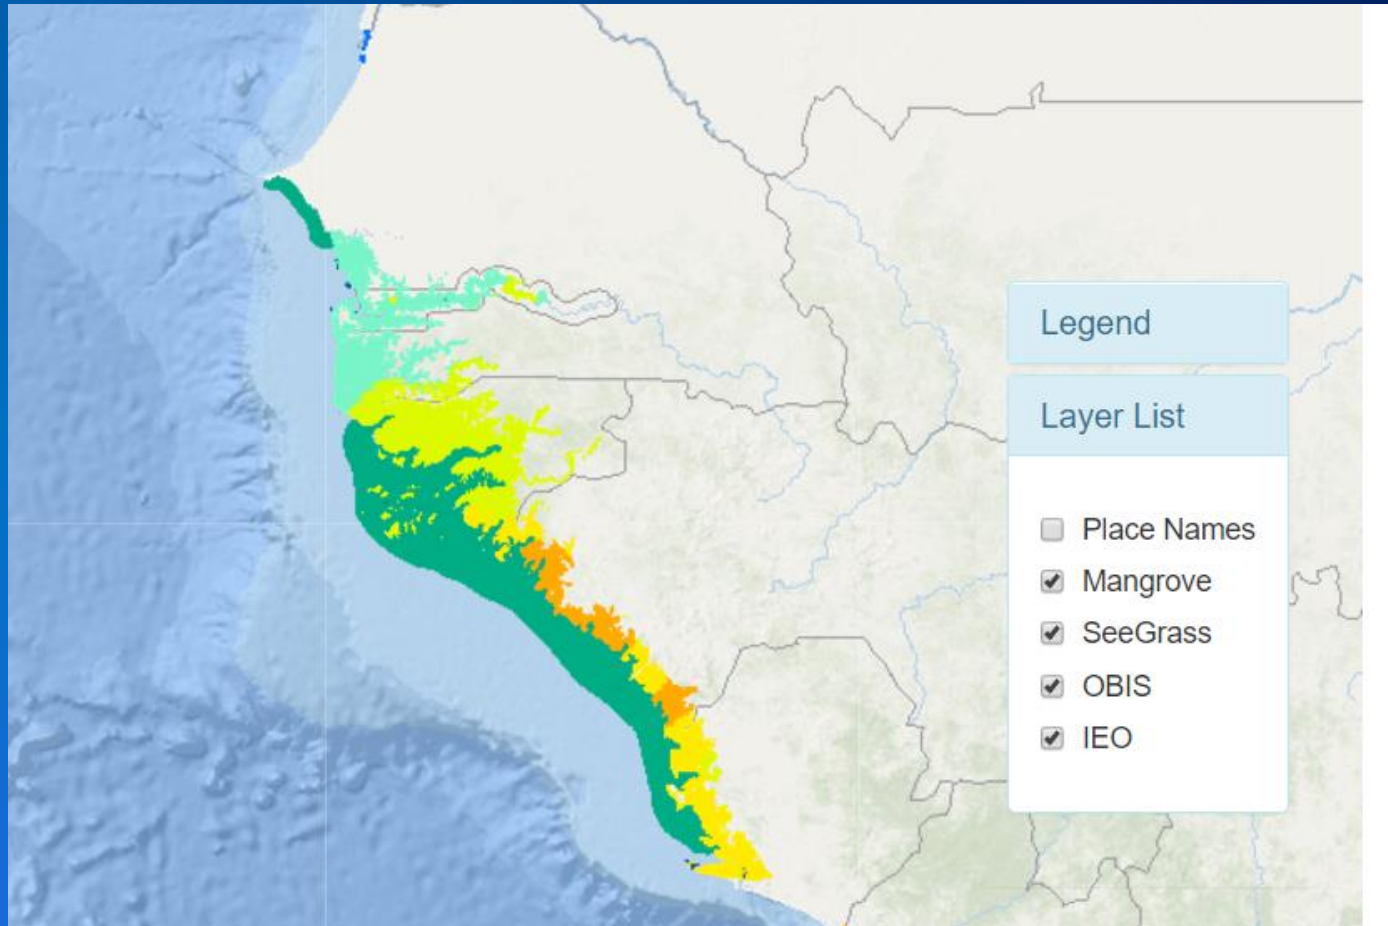 Legend
Layer List
Place Names
Mangrove
SeeGrass
OBIS
IEO